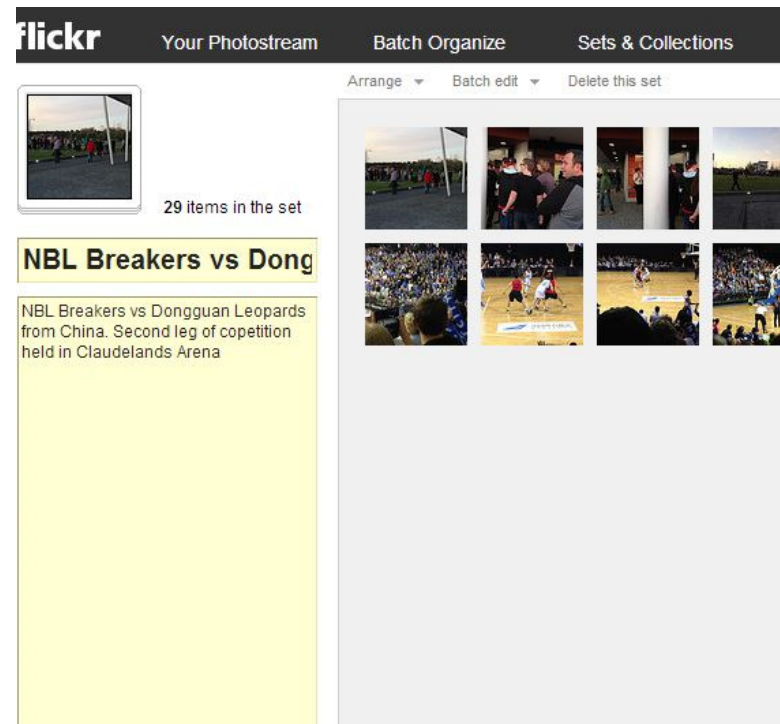 flickr Your Photostream Batch Organize Sets & Collections
Arrange Batch edit Delete this set
29 items in the set
NBL Breakers vs Dong
NBL Breakers vs Dongguan Leopards
from China. Second leg of copetition
held in Claudelands Arena